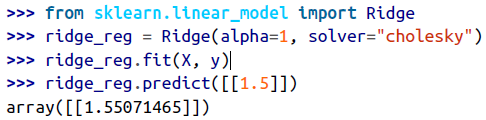 >>> from sklearn.linear_model import Ridge
>>> ridge_reg = Ridge(alpha=1, solver="cholesky")
>>> ridge_reg.fit(X, y)
>>> ridge_reg.predict([[1.5]])
array([[1.55071465]])